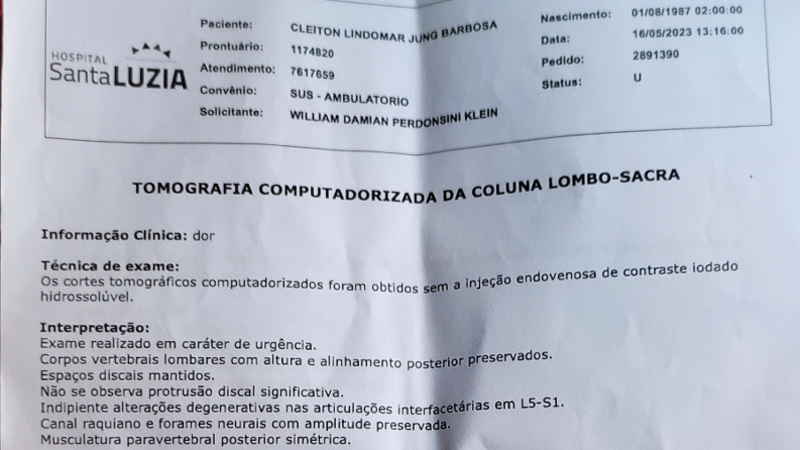 HOSPITAL
SantaLUZIA
Paciente: CLEITON LINDOMAR JUNG BARBOSA
Prontuário: 1174820
Atendimento: 7617659
Convênio: SUS - AMBULATORIO
Solicitante: WILLIAM DAMIAN PERDONSINI KLEIN
Nascimento: 01/08/1987 02:00:00
Data: 16/05/2023 13:16:00
Pedido: 2891390
Status: U
TOMOGRAFIA COMPUTADORIZADA DA COLUNA LOMBO-SACRA
Informação Clínica: dor
Técnica de exame:
Os cortes tomográficos computadorizados foram obtidos sem a injeção endovenosa de contraste iodado
hidrossolúvel.
Interpretação:
Exame realizado em caráter de urgência.
Corpos vertebrais lombares com altura e alinhamento posterior preservados.
Espaços discais mantidos.
Não se observa protrusão discal significativa.
Indipiente alterações degenerativas nas articulações interfacetárias em L5-S1.
Canal raquiano e forames neurais com amplitude preservada.
Musculatura paravertebral posterior simétrica.